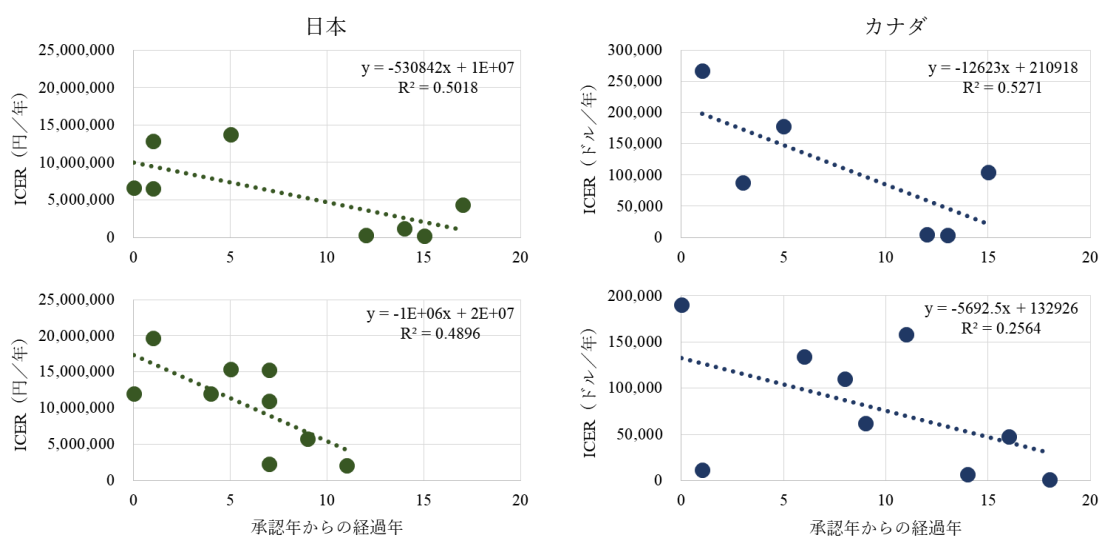 日本
ICER（円／年）
25,000,000
20,000,000
15,000,000
10,000,000
5,000,000
0
y = -530842x + 1E+07
R² = 0.5018
0 5 10 15 20
カナダ
ICER（ドル／年）
300,000
250,000
200,000
150,000
100,000
50,000
0
y = -12623x + 210918
R² = 0.5271
0 5 10 15 20
ICER（円／年）
25,000,000
20,000,000
15,000,000
10,000,000
5,000,000
0
y = -1E+06x + 2E+07
R² = 0.4896
0 5 10 15 20
承認年からの経過年
ICER（ドル／年）
200,000
150,000
100,000
50,000
0
y = -5692.5x + 132926
R² = 0.2564
0 5 10 15 20
承認年からの経過年